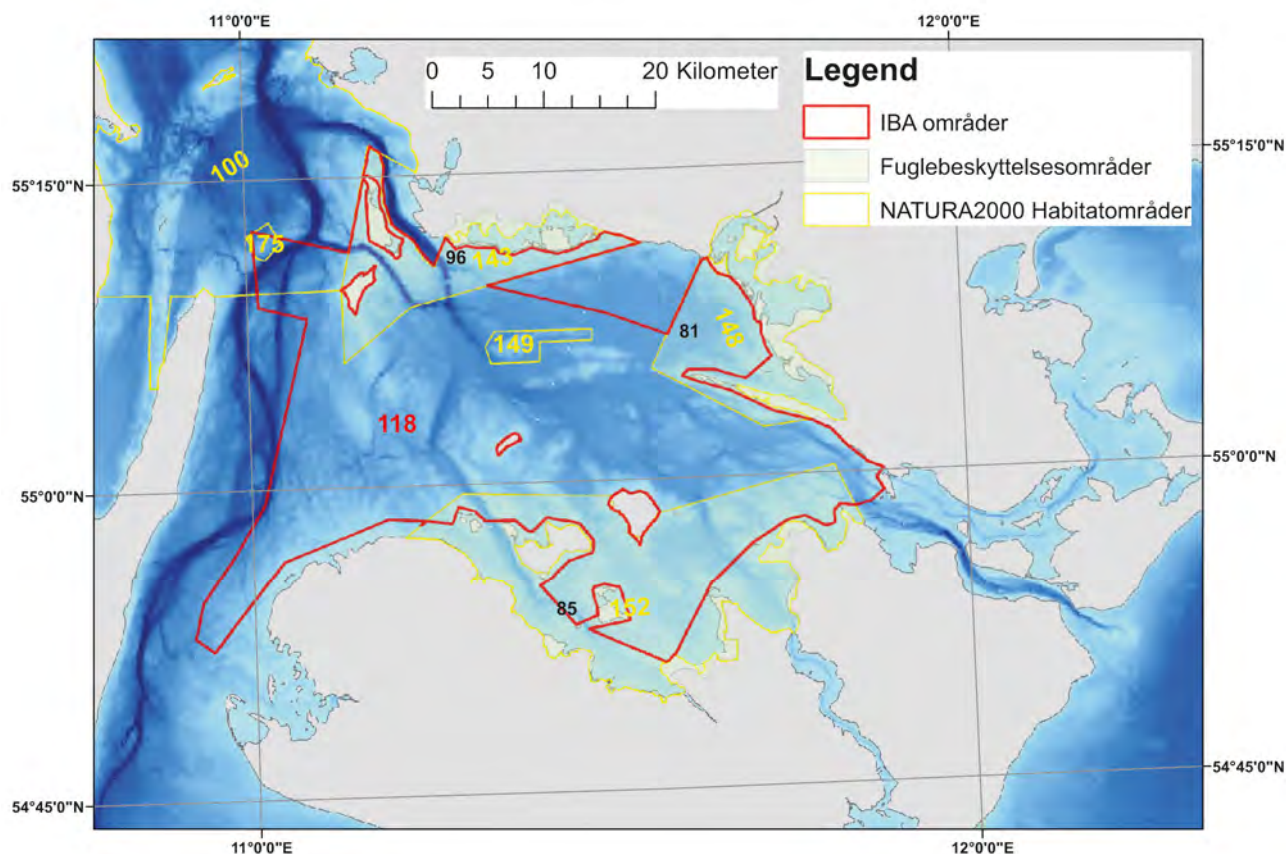 11°0'0"E
12°0'0"E
0 5 10 20 Kilometer
Legend
IBA områder
Fuglebeskyttelsesområder
NATURA2000 Habitatområder
55°15'0"N
55°15'0"N
100
175
96
143
81
148
149
118
55°0'0"N
55°0'0"N
85
152
54°45'0"N
54°45'0"N
11°0'0"E
12°0'0"E